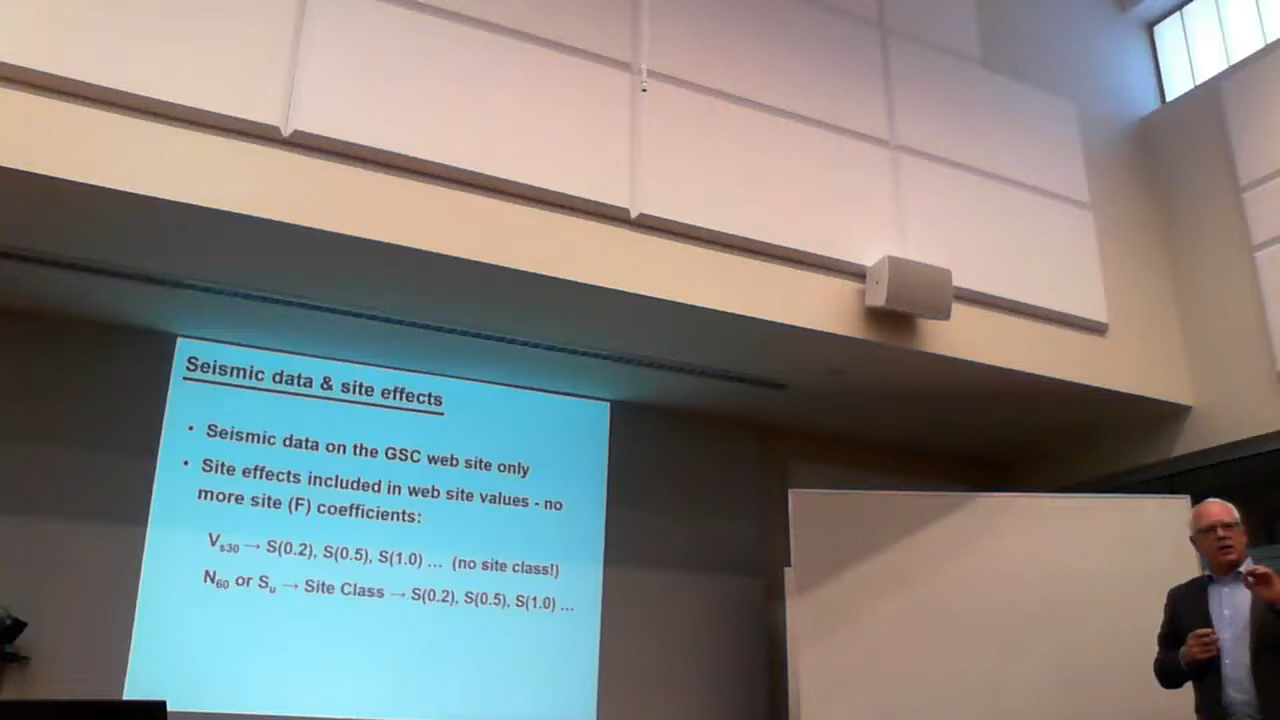 Seismic data & site effects
• Seismic data on the GSC web site only
• Site effects included in web site values - no
more site (F) coefficients:
Vs30 → S(0.2), S(0.5), S(1.0) ... (no site class!)
N60 or Su → Site Class → S(0.2), S(0.5), S(1.0) ...